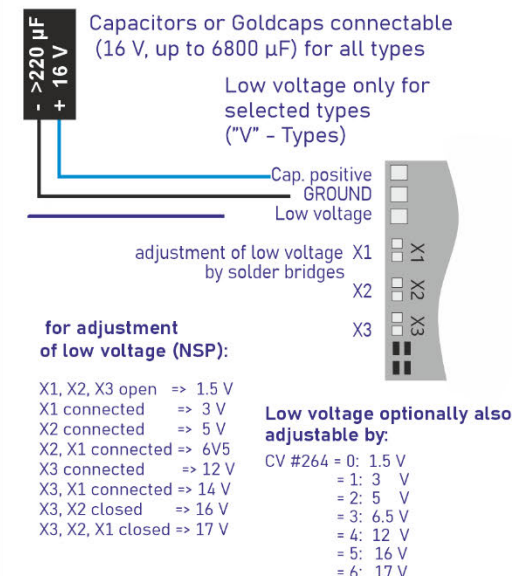 - >220 µF
+ 16 V
Capacitors or Goldcaps connectable
(16 V, up to 6800 µF) for all types
Low voltage only for
selected types
("V" - Types)
Cap. positive
GROUND
Low voltage
adjustment of low voltage X1
by solder bridges
X2
X3
X1
X2
X3
for adjustment
of low voltage (NSP):
X1, X2, X3 open => 1.5 V
X1 connected => 3 V
X2 connected => 5 V
X2, X1 connected => 6V5
X3 connected => 12 V
X3, X1 connected => 14 V
X3, X2 closed => 16 V
X3, X2, X1 closed => 17 V
Low voltage optionally also
adjustable by:
CV #264 = 0: 1.5 V
= 1: 3 V
= 2: 5 V
= 3: 6.5 V
= 4: 12 V
= 5: 16 V
= 6: 17 V